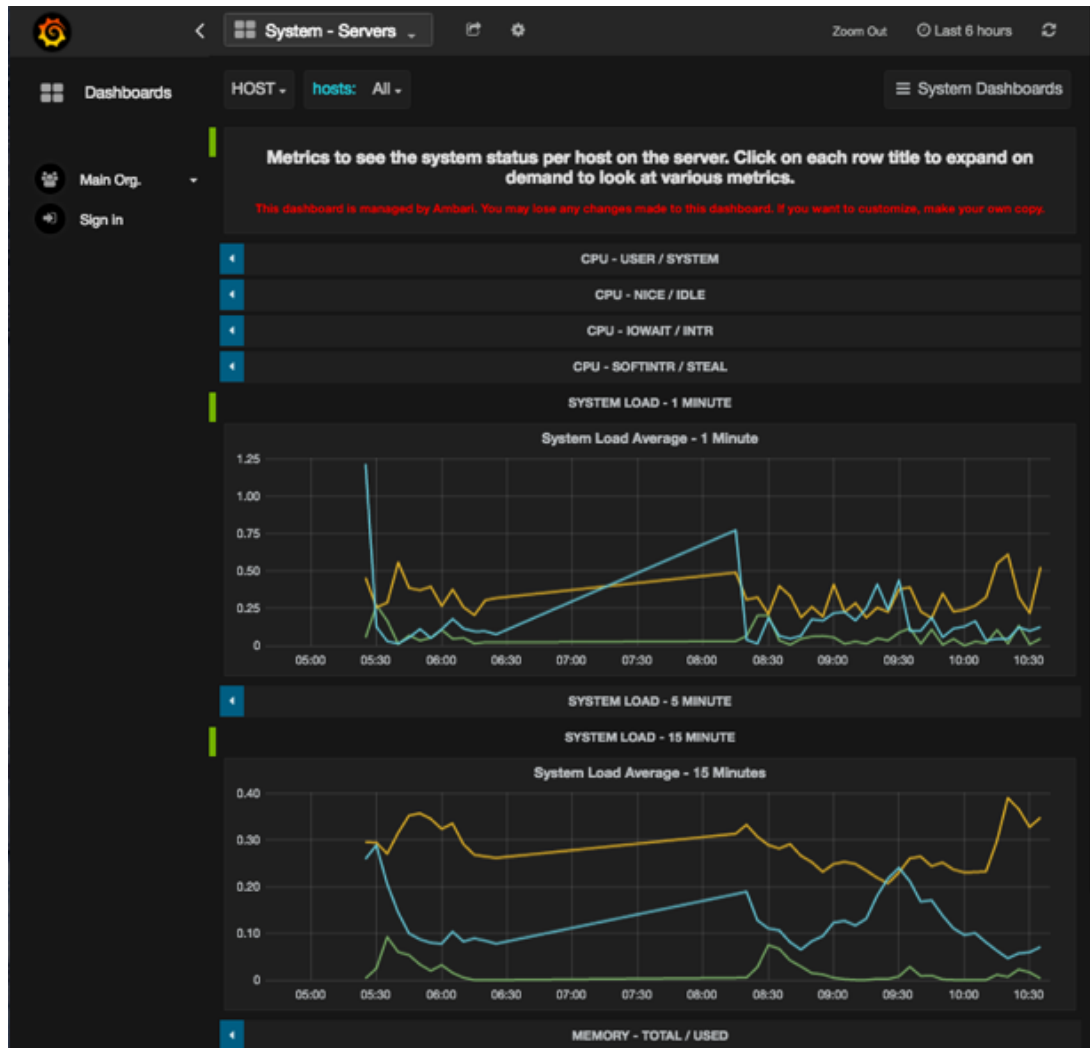 System - Servers
Zoom Out
Last 6 hours
Dashboards
HOST
hosts: All
System Dashboards
Main Org.
Sign in
Metrics to see the system status per host on the server. Click on each row title to expand on
demand to look at various metrics.
This dashboard is managed by Ambari. You may lose any changes made to this dashboard. If you want to customize, make your own copy.
CPU - USER / SYSTEM
CPU - NICE / IDLE
CPU - IOWAIT / INTR
CPU - SOFTINTR / STEAL
SYSTEM LOAD - 1 MINUTE
System Load Average - 1 Minute
1.25
1.00
0.75
0.50
0.25
0
05:00 05:30 06:00 06:30 07:00 07:30 08:00 08:30 09:00 09:30 10:00 10:30
SYSTEM LOAD - 5 MINUTE
SYSTEM LOAD - 15 MINUTE
System Load Average - 15 Minutes
0.40
0.30
0.20
0.10
0
05:00 05:30 06:00 06:30 07:00 07:30 08:00 08:30 09:00 09:30 10:00 10:30
MEMORY - TOTAL / USED